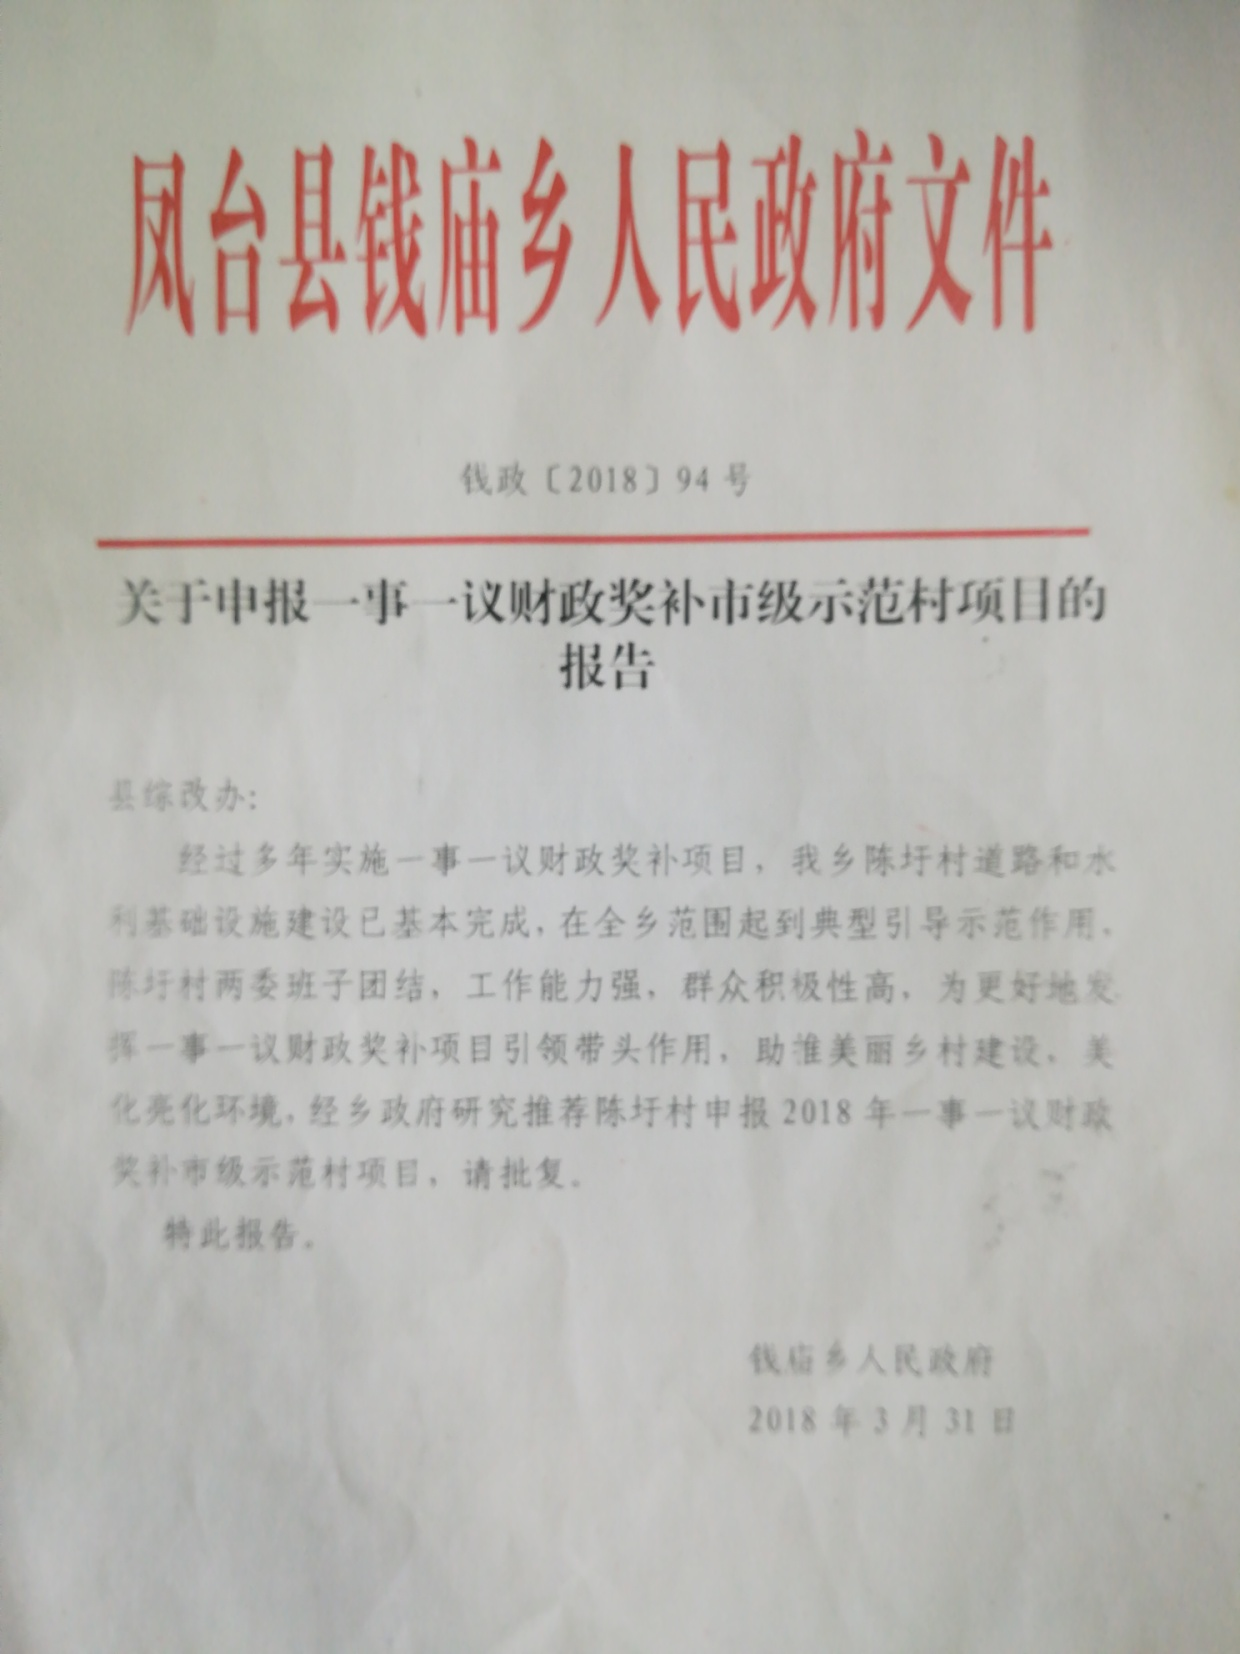 凤台县钱庙乡人民政府文件
钱政〔2018〕94号
关于申报一事一议财政奖补市级示范村项目的
报告
县综改办：
经过多年实施一事一议财政奖补项目，我乡陈圩村道路和水
利基础设施建设已基本完成，在全乡范围起到典型引导示范作用，
陈圩村两委班子团结，工作能力强，群众积极性高，为更好地发
挥一事一议财政奖补项目引领带头作用，助推美丽乡村建设，美
化亮化环境，经乡政府研究推荐陈圩村申报2018年一事一议财政
奖补市级示范村项目，请批复。
特此报告。
钱庙乡人民政府
2018年3月31日